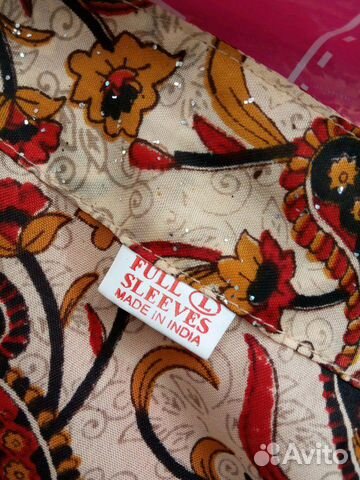 FULL L
SLEEVES
MADE IN INDIA
Avito